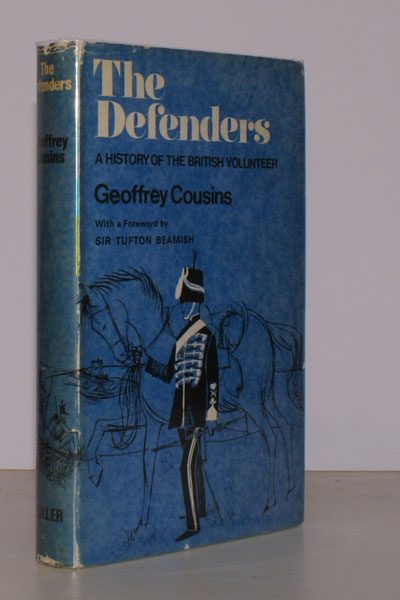 The
Defenders
A HISTORY OF THE BRITISH VOLUNTEER
Geoffrey Cousins
With a Foreword by
SIR TUFTON BEAMISH
The
Defenders
Geoffrey
Cousins